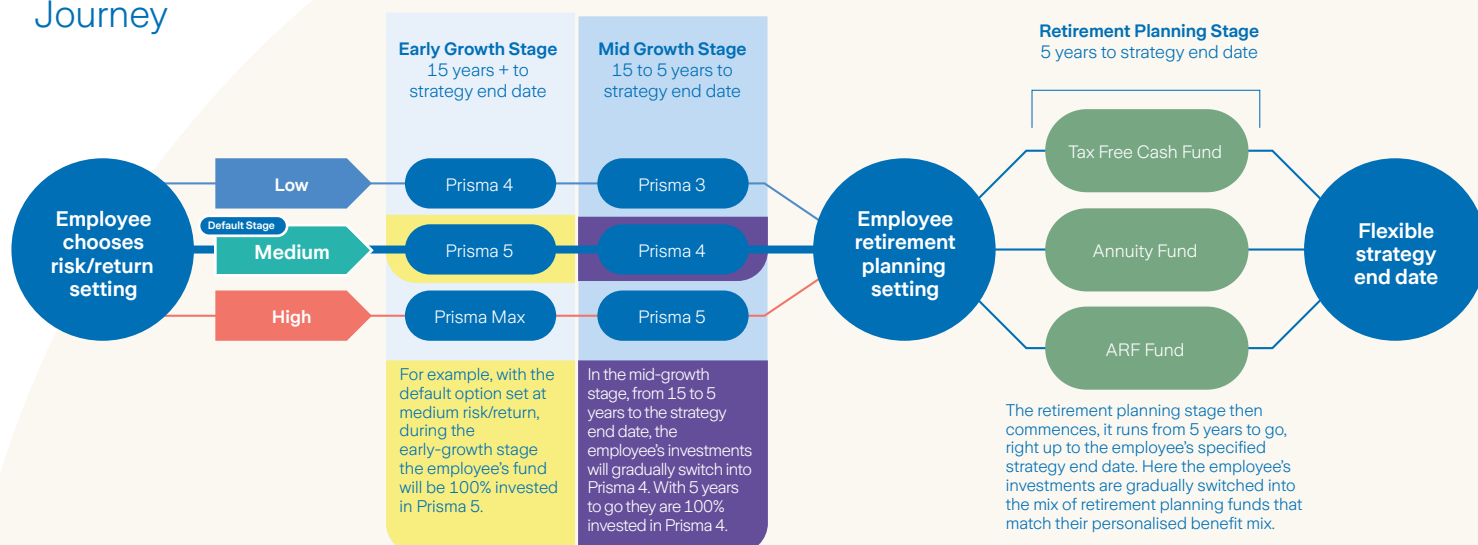 Journey
Early Growth Stage
15 years + to
strategy end date
Mid Growth Stage
15 to 5 years to
strategy end date
Retirement Planning Stage
5 years to strategy end date
Employee
chooses
risk/return
setting
Low
Default Stage
Medium
High
Prisma 4
Prisma 5
Prisma Max
Prisma 3
Prisma 4
Prisma 5
Employee
retirement
planning
setting
Tax Free Cash Fund
Annuity Fund
ARF Fund
Flexible
strategy
end date
For example, with the
default option set at
medium risk/return,
during the
early-growth stage
the employee's fund
will be 100% invested
in Prisma 5.
In the mid-growth
stage, from 15 to 5
years to the strategy
end date, the
employee's investments
will gradually switch into
Prisma 4. With 5 years
to go they are 100%
invested in Prisma 4.
The retirement planning stage then
commences, it runs from 5 years to go,
right up to the employee's specified
strategy end date. Here the employee's
investments are gradually switched into
the mix of retirement planning funds that
match their personalised benefit mix.